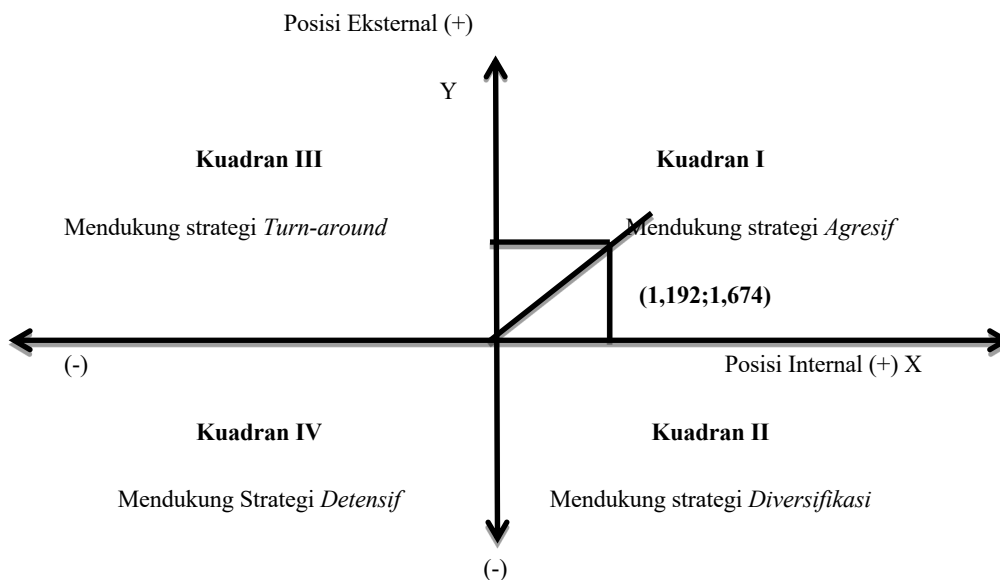 Posisi Eksternal (+)
Y
Kuadran III
Kuadran I
Mendukung strategi Turn-around
Mendukung strategi Agresif
(1,192;1,674)
(-)
Posisi Internal (+) X
Kuadran IV
Kuadran II
Mendukung Strategi Detensif
Mendukung strategi Diversifikasi
(-)